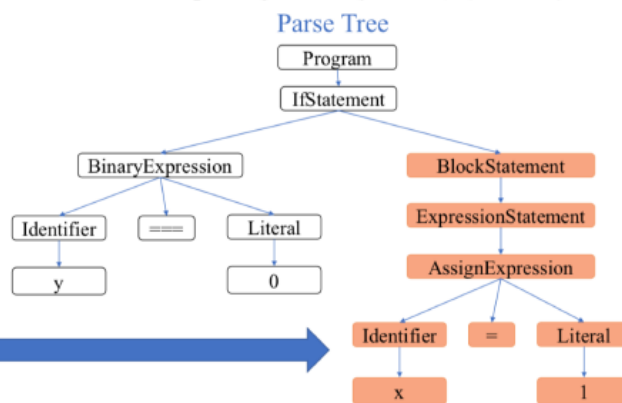 Parse Tree
Program
IfStatement
BinaryExpression
BlockStatement
ExpressionStatement
Identifier
===
Literal
AssignExpression
y
0
Identifier
=
Literal
x
1